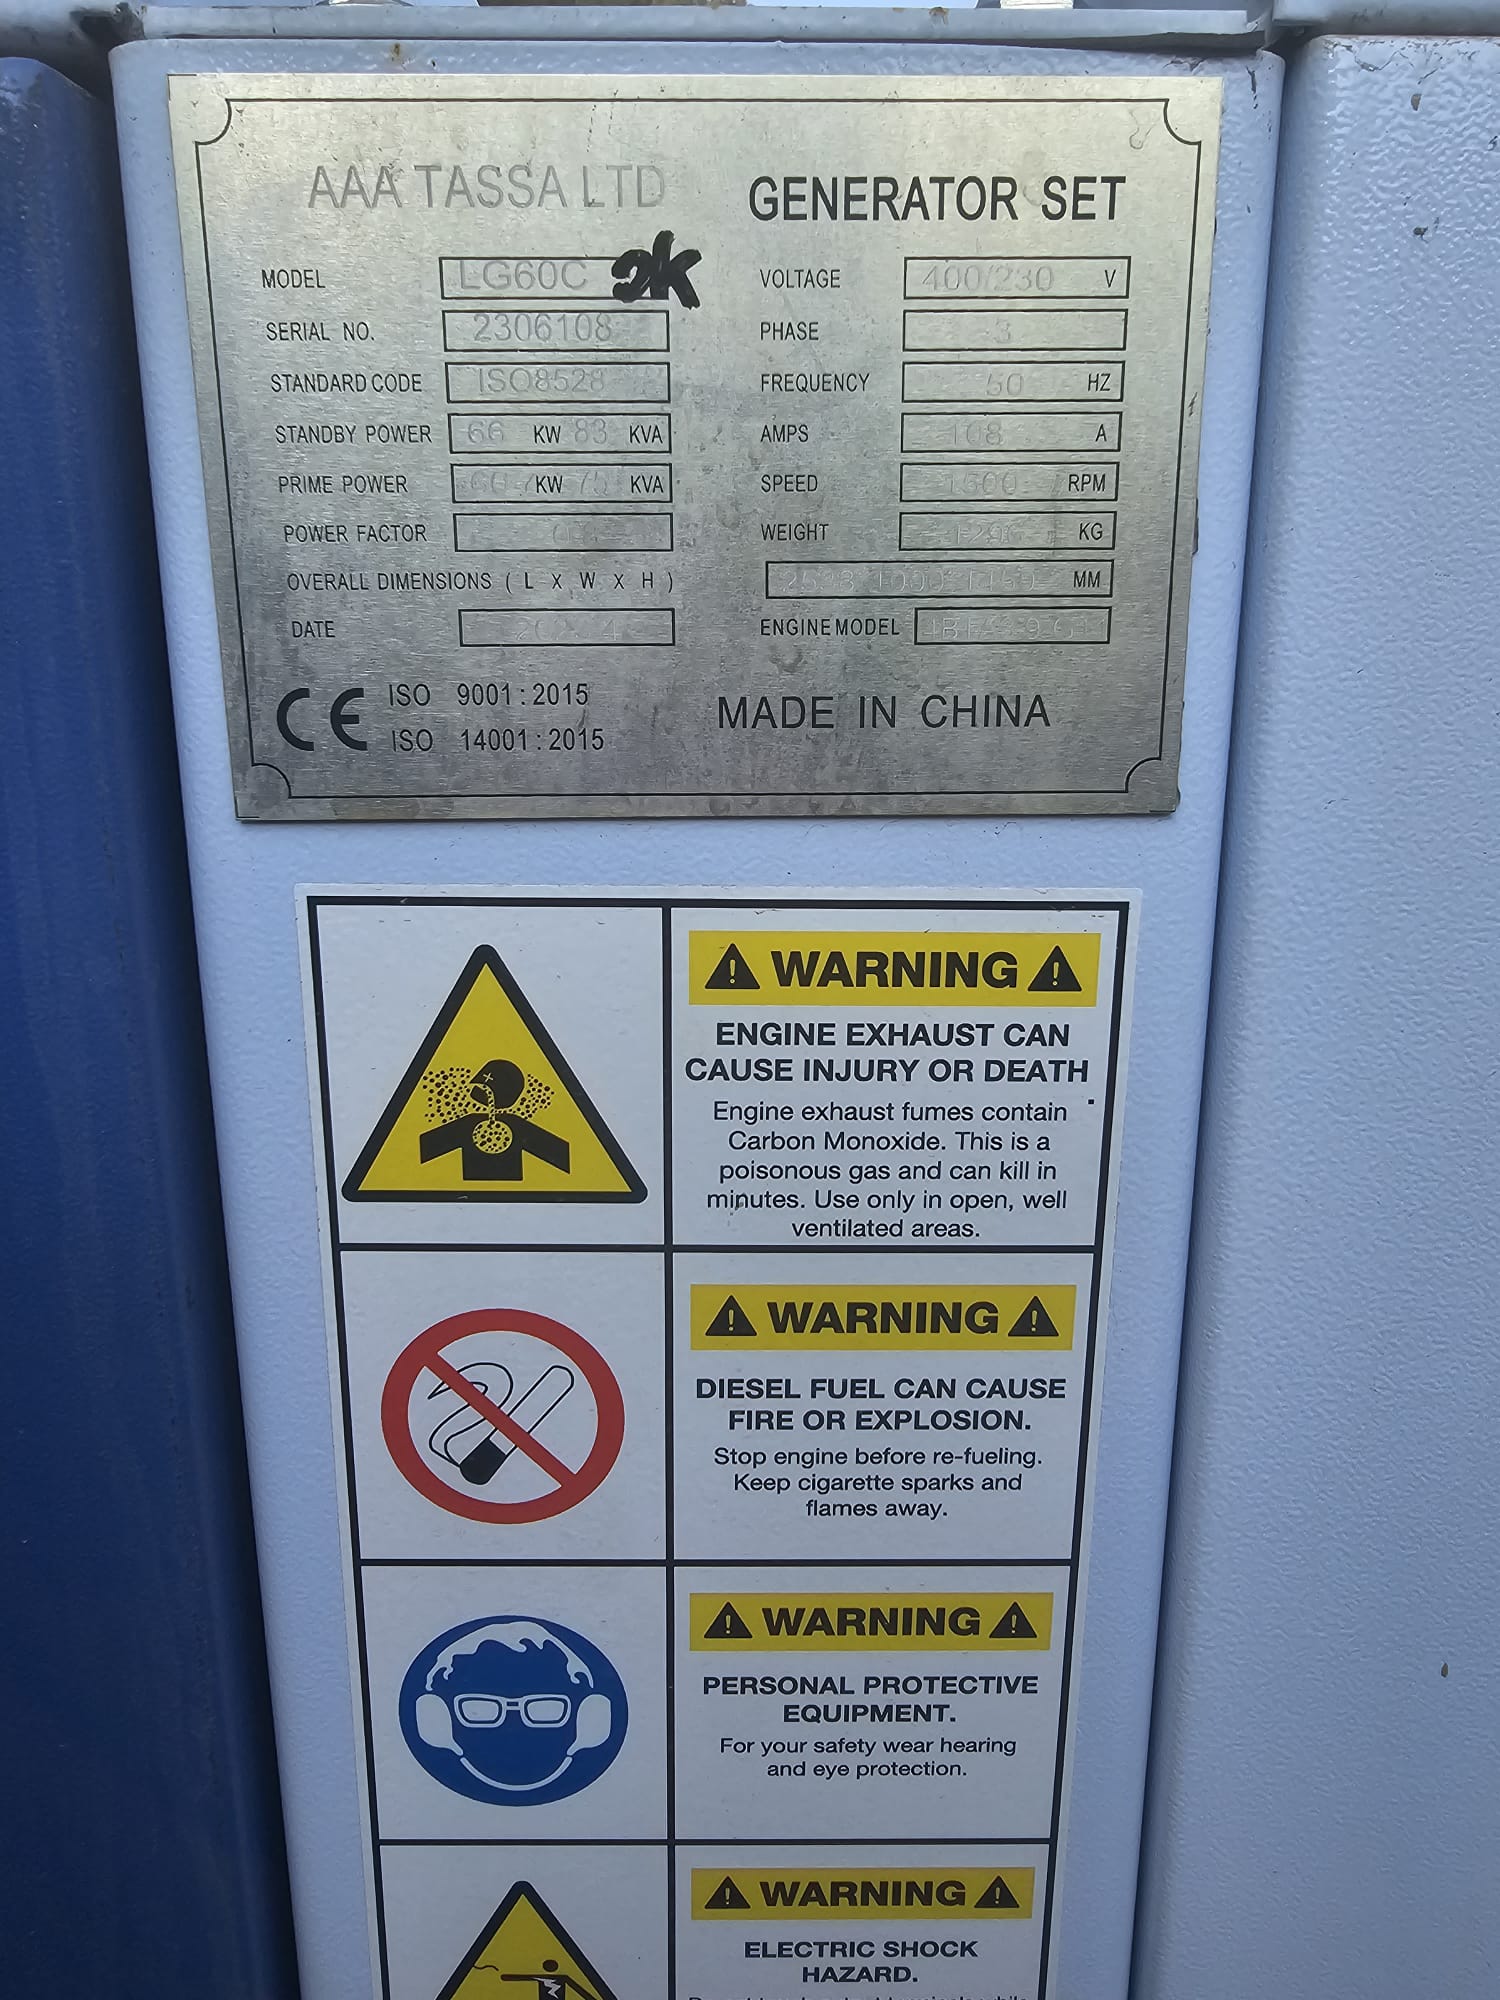 AAA TASSA LTD
GENERATOR SET
MODEL LG60C OK
SERIAL NO. 2306108
STANDARD CODE ISO8528
STANDBY POWER 66 KW 83 KVA
PRIME POWER 60 KW 75 KVA
POWER FACTOR
OVERALL DIMENSIONS ( L X W X H ) MM
DATE
VOLTAGE 400/230 V
PHASE 3
FREQUENCY 50 HZ
AMPS 108 A
SPEED 1500 RPM
WEIGHT KG
ENGINE MODEL
CE ISO 9001:2015
ISO 14001:2015
MADE IN CHINA
WARNING
ENGINE EXHAUST CAN
CAUSE INJURY OR DEATH
Engine exhaust fumes contain
Carbon Monoxide. This is a
poisonous gas and can kill in
minutes. Use only in open, well
ventilated areas.
WARNING
DIESEL FUEL CAN CAUSE
FIRE OR EXPLOSION.
Stop engine before re-fueling.
Keep cigarette sparks and
flames away.
WARNING
PERSONAL PROTECTIVE
EQUIPMENT.
For your safety wear hearing
and eye protection.
WARNING
ELECTRIC SHOCK
HAZARD.